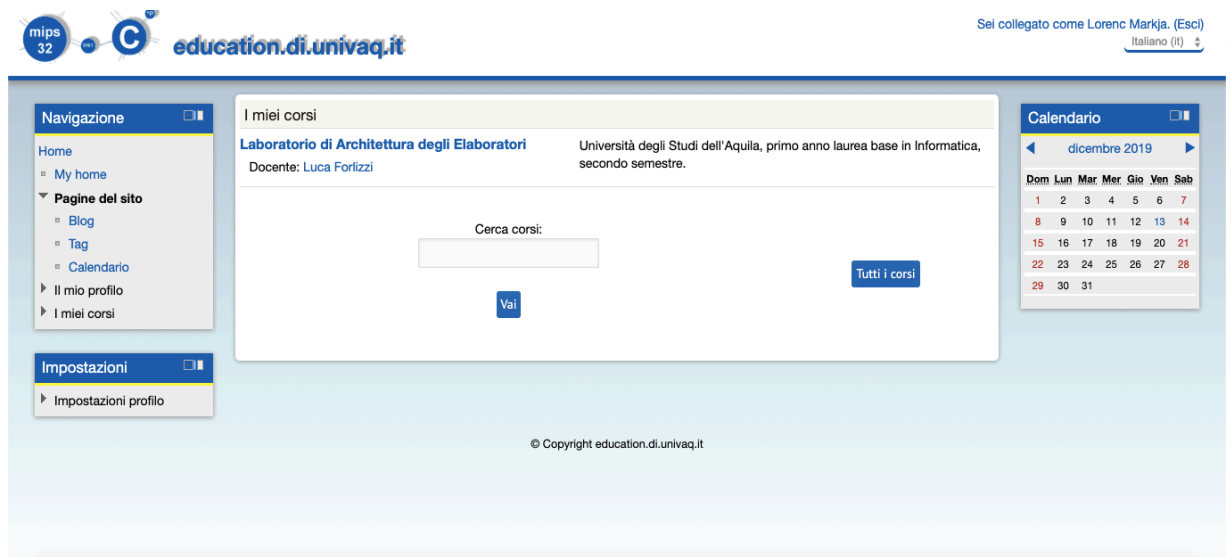 mips
32
C
education.di.univaq.it
Sei collegato come Lorenc Markja. (Esci)
Italiano (it)
Navigazione
Home
My home
Pagine del sito
Blog
Tag
Calendario
Il mio profilo
I miei corsi
Impostazioni
Impostazioni profilo
I miei corsi
Laboratorio di Architettura degli Elaboratori
Docente: Luca Forlizzi
Università degli Studi dell'Aquila, primo anno laurea base in Informatica,
secondo semestre.
Cerca corsi:
Vai
Tutti i corsi
Calendario
dicembre 2019
Dom Lun Mar Mer Gio Ven Sab
1 2 3 4 5 6 7
8 9 10 11 12 13 14
15 16 17 18 19 20 21
22 23 24 25 26 27 28
29 30 31
© Copyright education.di.univaq.it